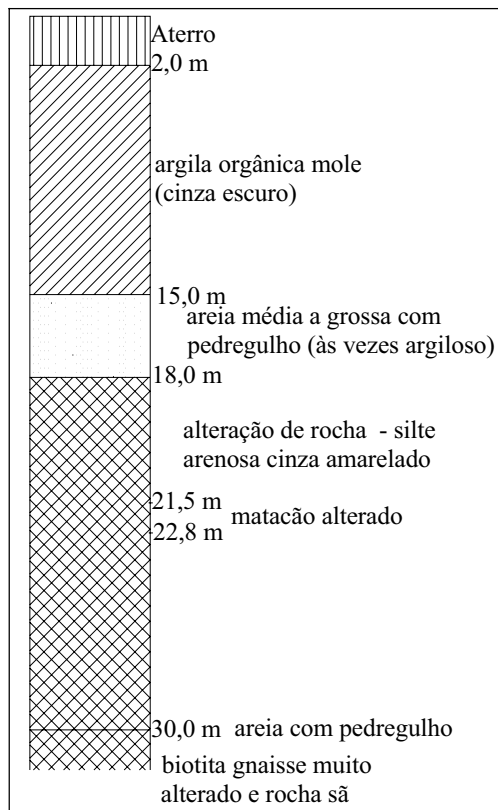 Aterro
2,0 m
argila orgânica mole
(cinza escuro)
15,0 m
areia média a grossa com
pedregulho (às vezes argiloso)
18,0 m
alteração de rocha - silte
arenosa cinza amarelado
21,5 m
matacão alterado
22,8 m
30,0 m areia com pedregulho
biotita gnaisse muito
alterado e rocha sã